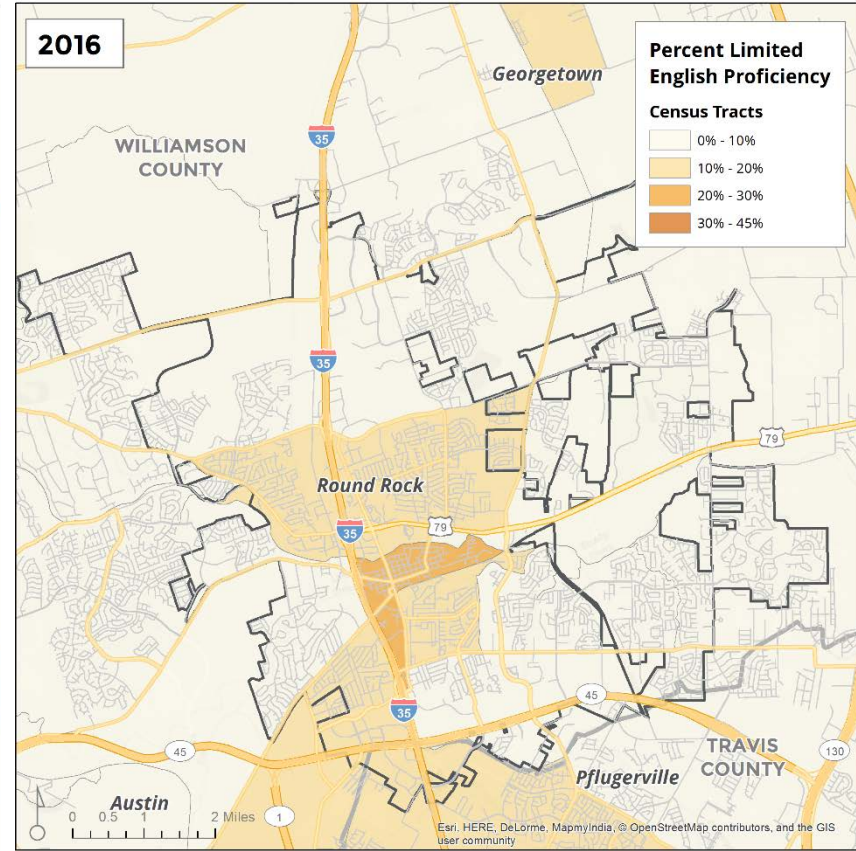 2016
Percent Limited
English Proficiency
Census Tracts
0% - 10%
10% - 20%
20% - 30%
30% - 45%
Georgetown
35
WILLIAMSON
COUNTY
35
79
Round Rock
79
35
35
45
45
TRAVIS
COUNTY
130
Pflugerville
Austin
1
0 0.5 1 2 Miles
Esri, HERE, DeLorme, MapmyIndia, © OpenStreetMap contributors, and the GIS
user community